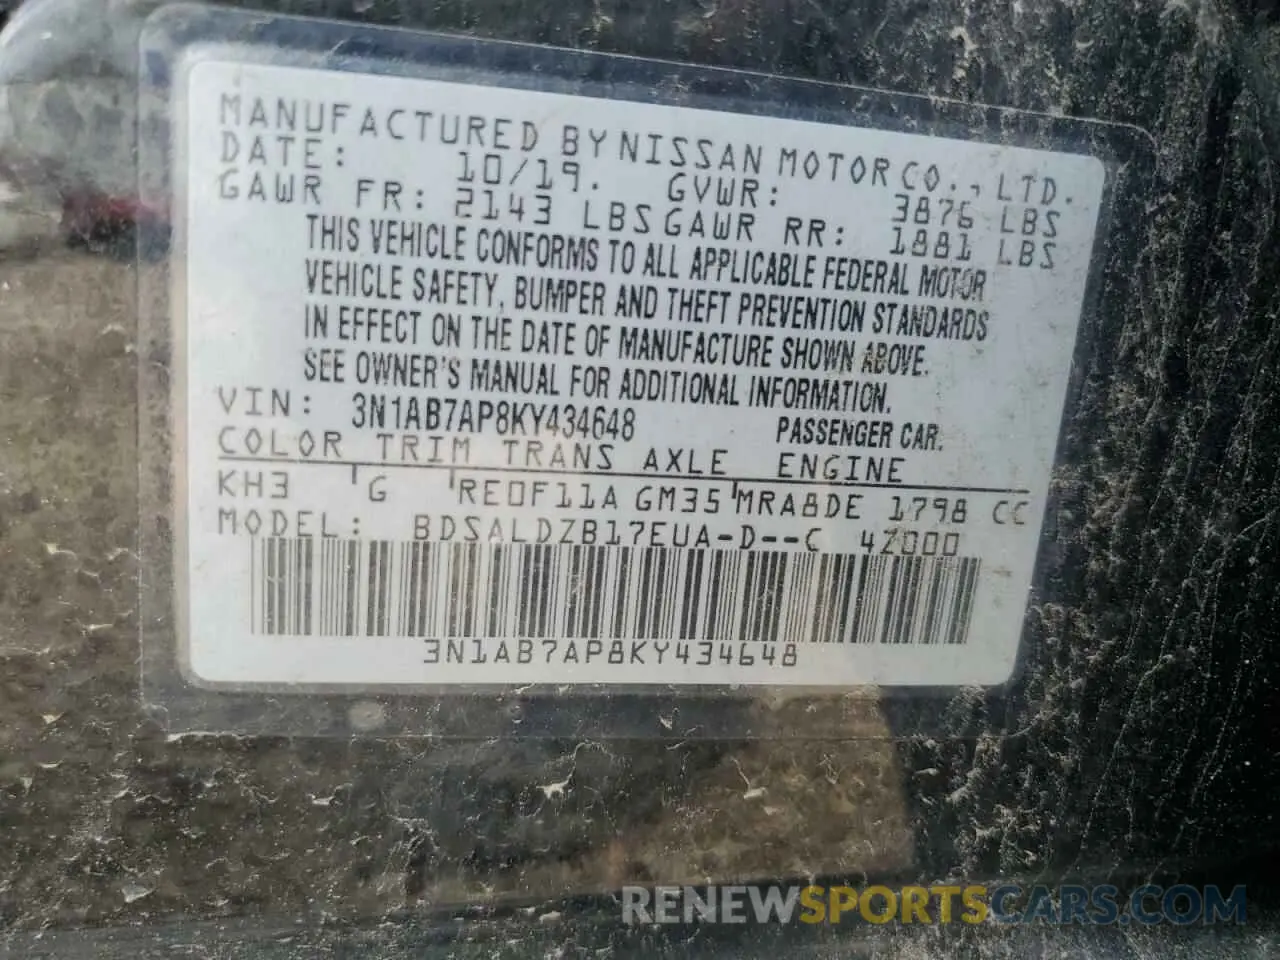 MANUFACTURED BY NISSAN MOTOR CO., LTD.
DATE: 10/19. GVWR: 3876 LBS
GAWR FR: 2143 LBS GAWR RR: 1881 LBS
THIS VEHICLE CONFORMS TO ALL APPLICABLE FEDERAL MOTOR
VEHICLE SAFETY, BUMPER AND THEFT PREVENTION STANDARDS
IN EFFECT ON THE DATE OF MANUFACTURE SHOWN ABOVE.
SEE OWNER'S MANUAL FOR ADDITIONAL INFORMATION.
VIN: 3N1AB7AP8KY434648 PASSENGER CAR.
COLOR TRIM TRANS AXLE ENGINE
KH3 G RE0F11A GM35 MRA8DE 1798 CC
MODEL: BDSALDZB17EUA-D--C 4Z000
3N1AB7AP8KY434648
RENEWSPORTSCARS.COM